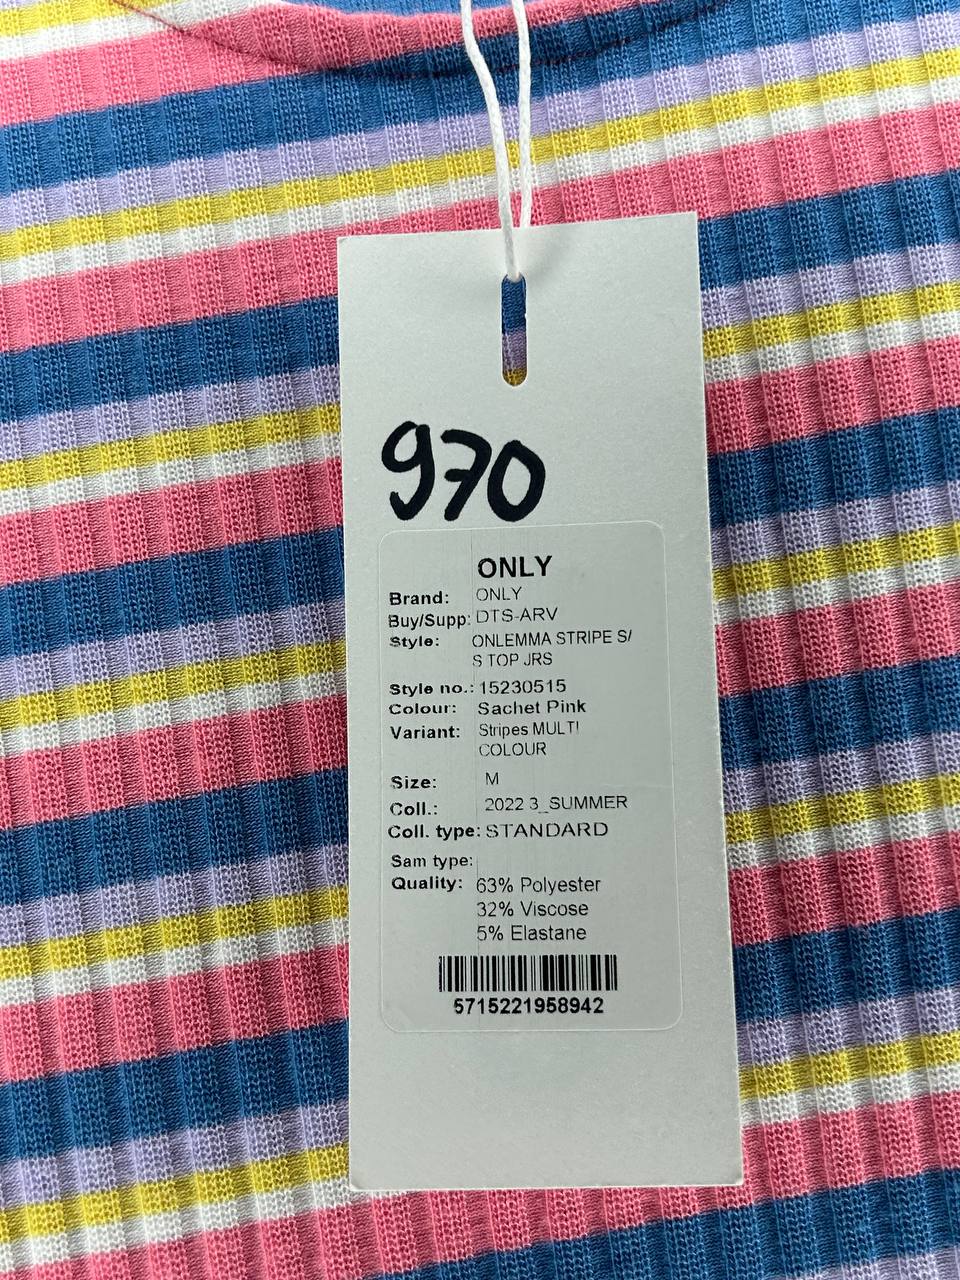 970
ONLY
Brand: ONLY
Buy/Supp: DTS-ARV
Style: ONLEMMA STRIPE S/
S TOP JRS
Style no.: 15230515
Colour: Sachet Pink
Variant: Stripes MULTI
COLOUR
Size: M
Coll.: 2022 3_SUMMER
Coll. type: STANDARD
Sam type:
Quality: 63% Polyester
32% Viscose
5% Elastane
5715221958942